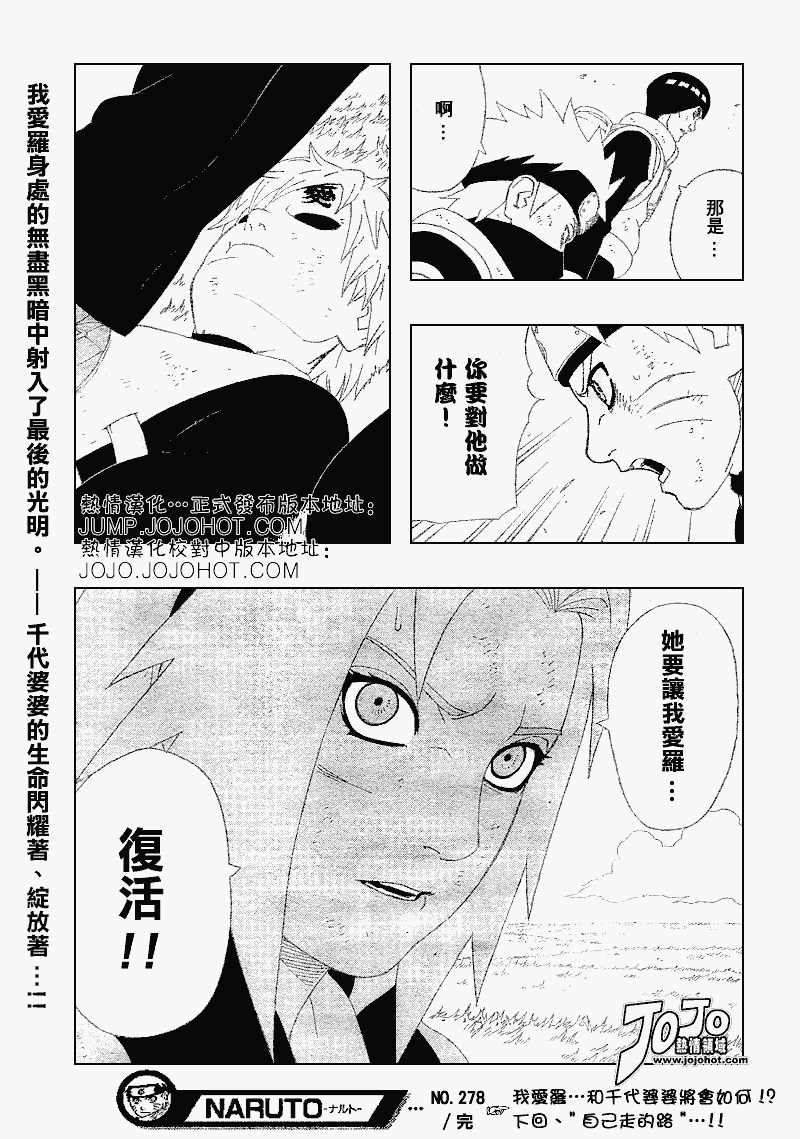 我愛羅身處的無盡黑暗中射入了最後的光明。——千代婆婆的生命閃耀著、綻放著…!!
那是…
啊…
你要對他做
什麼!
熱情漢化…正式發布版本地址:
JUMP.JOJOHOT.COM
熱情漢化校對中版本地址:
JOJO.JOJOHOT.COM
她要讓我愛羅…
復活!!
JOJO
熱情領域
www.jojohot.com
NARUTO-ナルト-
… NO.278
/完
☞ 我愛羅…和千代婆婆將會如何!?
下回、"自己走的路"…!!